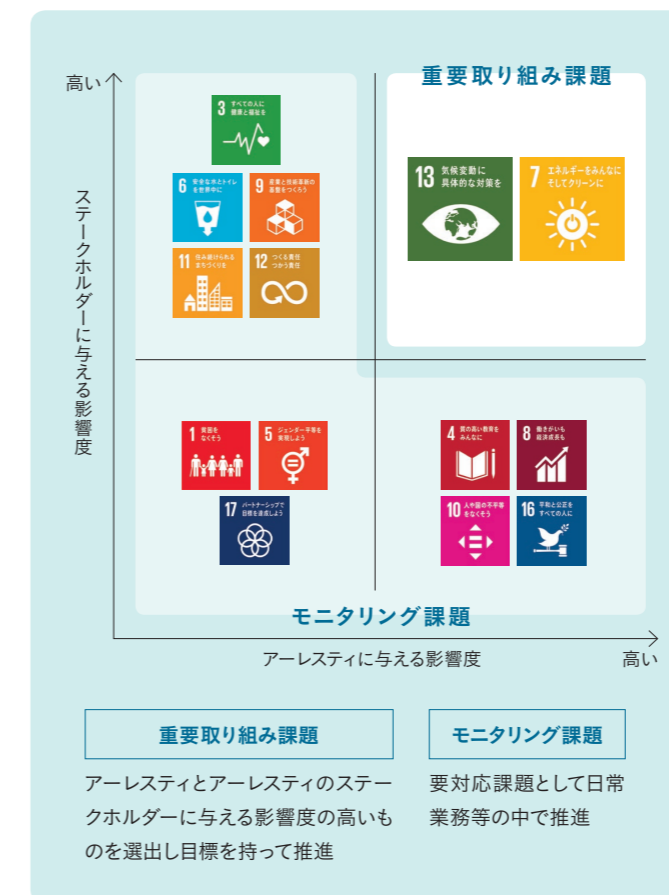 重要取り組み課題
高い
ステークホルダーに与える影響度
3 すべての人に
健康と福祉を
6 安全な水とトイレ
を世界中に
9 産業と技術革新の
基盤をつくろう
11 住み続けられる
まちづくりを
12 つくる責任
つかう責任
13 気候変動に
具体的な対策を
7 エネルギーをみんなに
そしてクリーンに
1 貧困を
なくそう
5 ジェンダー平等を
実現しよう
17 パートナーシップで
目標を達成しよう
4 質の高い教育を
みんなに
8 働きがいも
経済成長も
10 人や国の不平等
をなくそう
16 平和と公正を
すべての人に
モニタリング課題
アーレスティに与える影響度
高い
重要取り組み課題
アーレスティとアーレスティのステー
クホルダーに与える影響度の高いも
のを選出し目標を持って推進
モニタリング課題
要対応課題として日常
業務等の中で推進